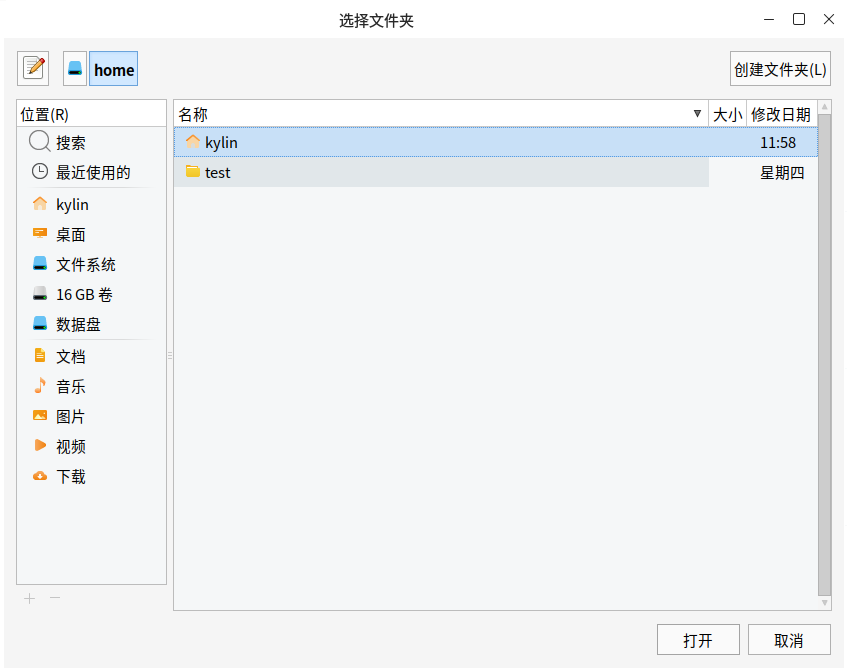 选择文件夹
home
创建文件夹(L)
位置(R)
搜索
最近使用的
kylin
桌面
文件系统
16 GB 卷
数据盘
文档
音乐
图片
视频
下载
名称 大小 修改日期
kylin 11:58
test 星期四
打开 取消